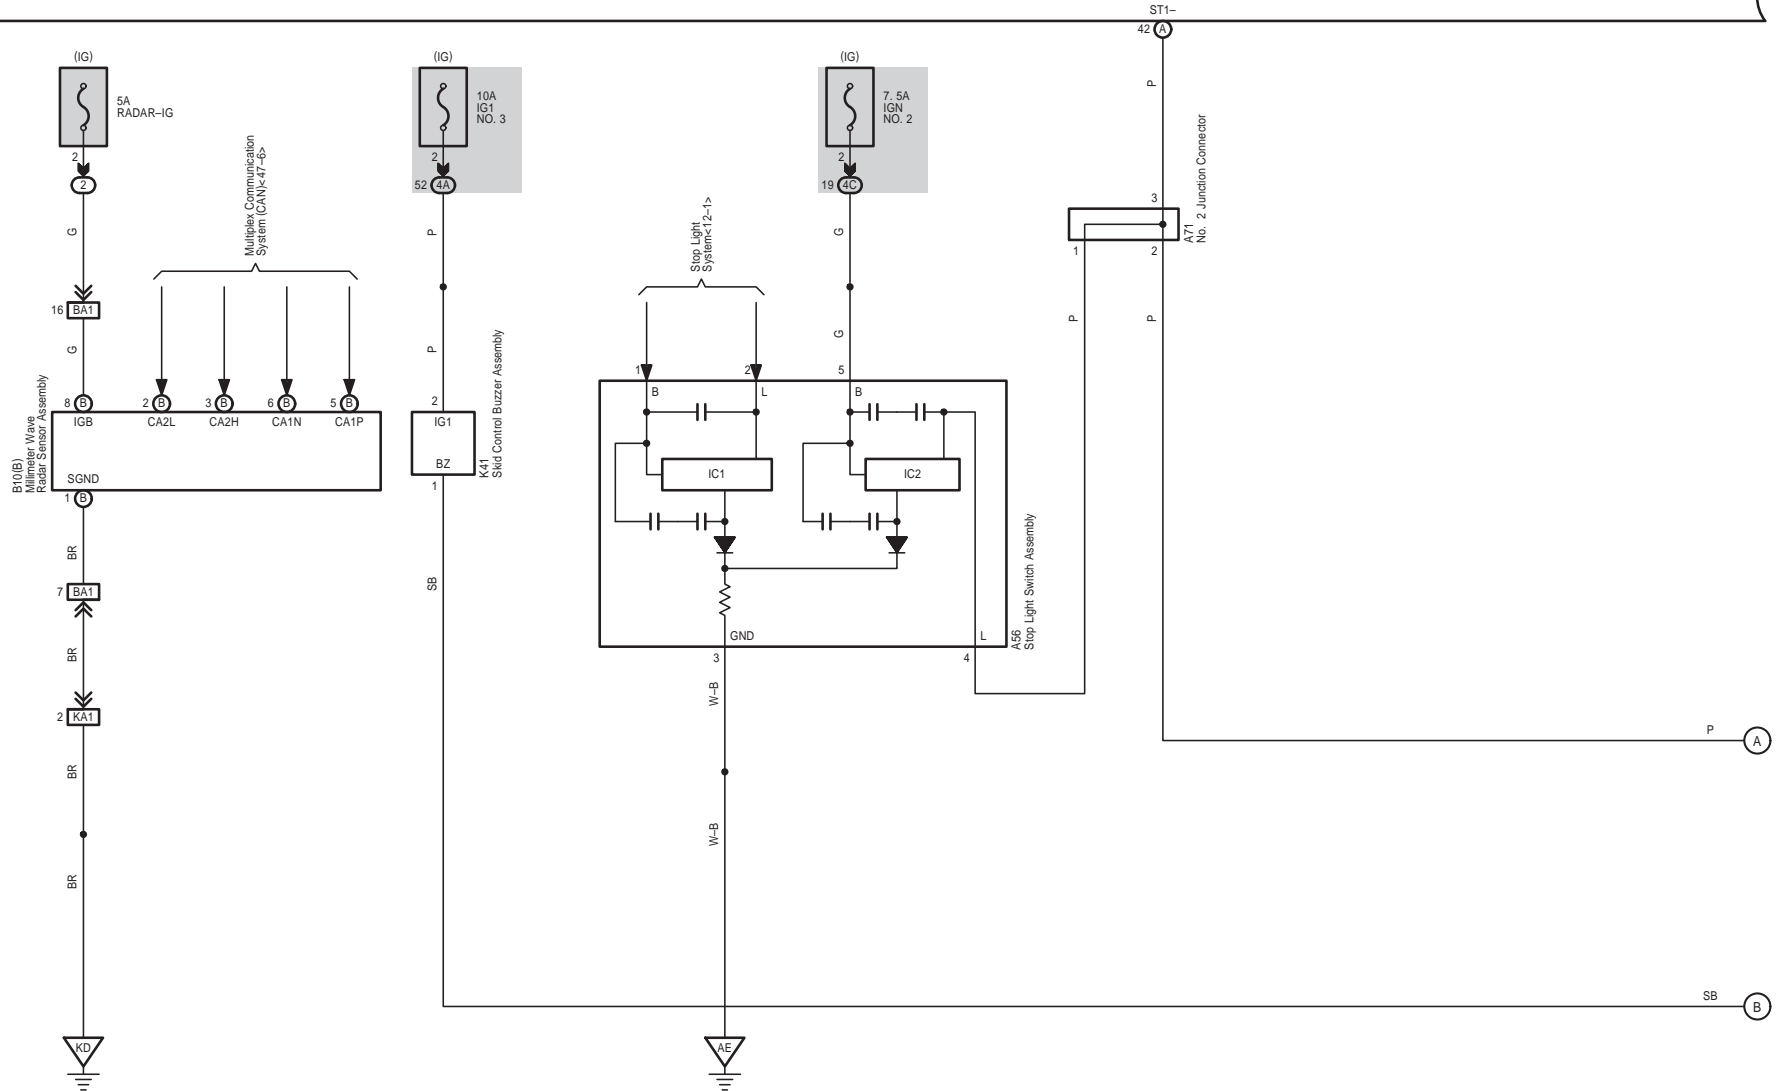 ST1–
42 A
(IG)
(IG)
(IG)
5A
RADAR–IG
10A
IG1
NO. 3
7. 5A
IGN
NO. 2
P
2
2
2
2
52 4A
19 4C
Multiplex Communication
System (CAN)<47–6>
Stop Light
System<12–1>
3
A71
No. 2 Junction Connector
1
2
G
P
G
16 BA1
G
P
G
P
P
8 B
2 B
3 B
6 B
5 B
IGB
CA2L
CA2H
CA1N
CA1P
SGND
1 B
B10(B)
Millimeter Wave
Radar Sensor Assembly
2
IG1
BZ
1
K41
Skid Control Buzzer Assembly
1
2
5
B
L
B
IC1
IC2
GND
L
3
4
A56
Stop Light Switch Assembly
BR
SB
7 BA1
BR
W–B
2 KA1
P
A
BR
W–B
BR
SB
B
KD
AE